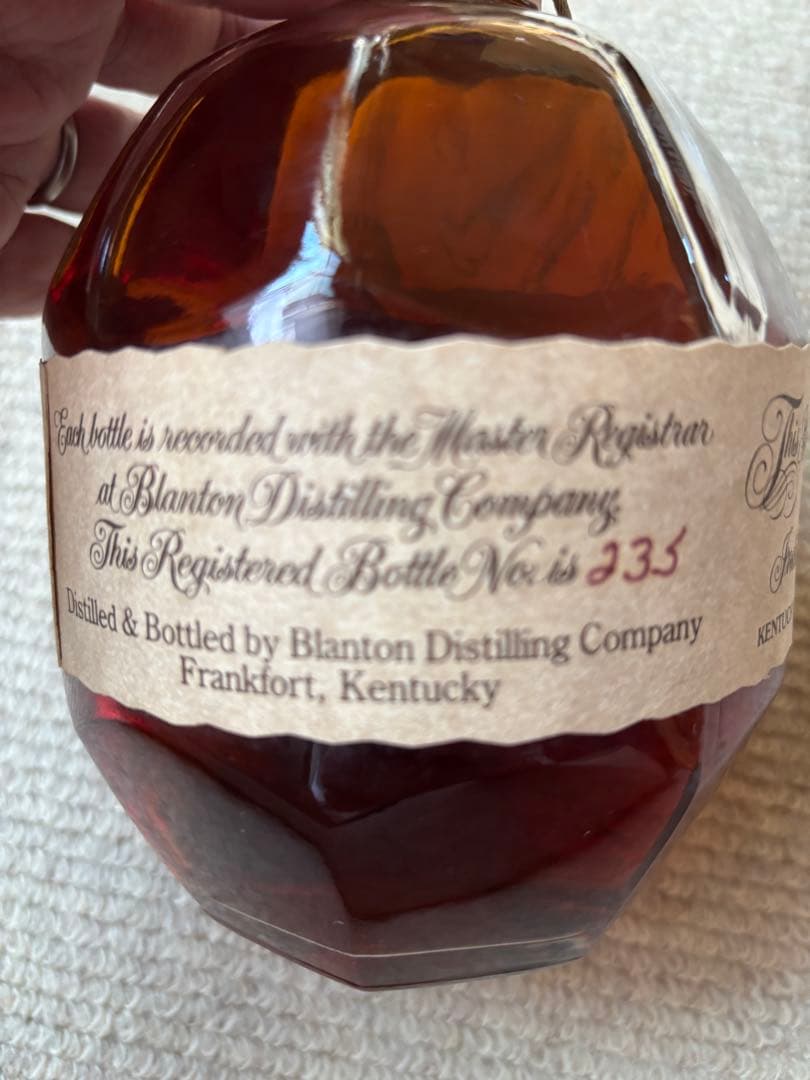 Each bottle is recorded with the Master Registrar
at Blanton Distilling Company.
This Registered Bottle No. is 235
Distilled & Bottled by Blanton Distilling Company
Frankfort, Kentucky
This